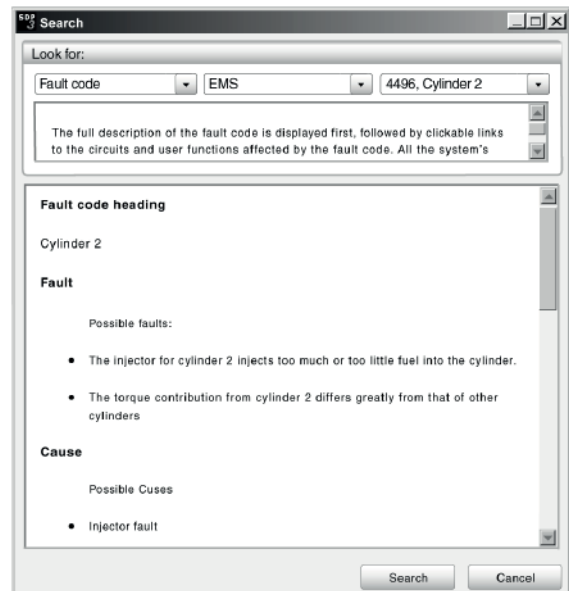 SDP3 Search
Look for:
Fault code EMS 4496, Cylinder 2
The full description of the fault code is displayed first, followed by clickable links
to the circuits and user functions affected by the fault code. All the system's
Fault code heading
Cylinder 2
Fault
Possible faults:
• The injector for cylinder 2 injects too much or too little fuel into the cylinder.
• The torque contribution from cylinder 2 differs greatly from that of other
cylinders
Cause
Possible Cuses
• Injector fault
Search Cancel